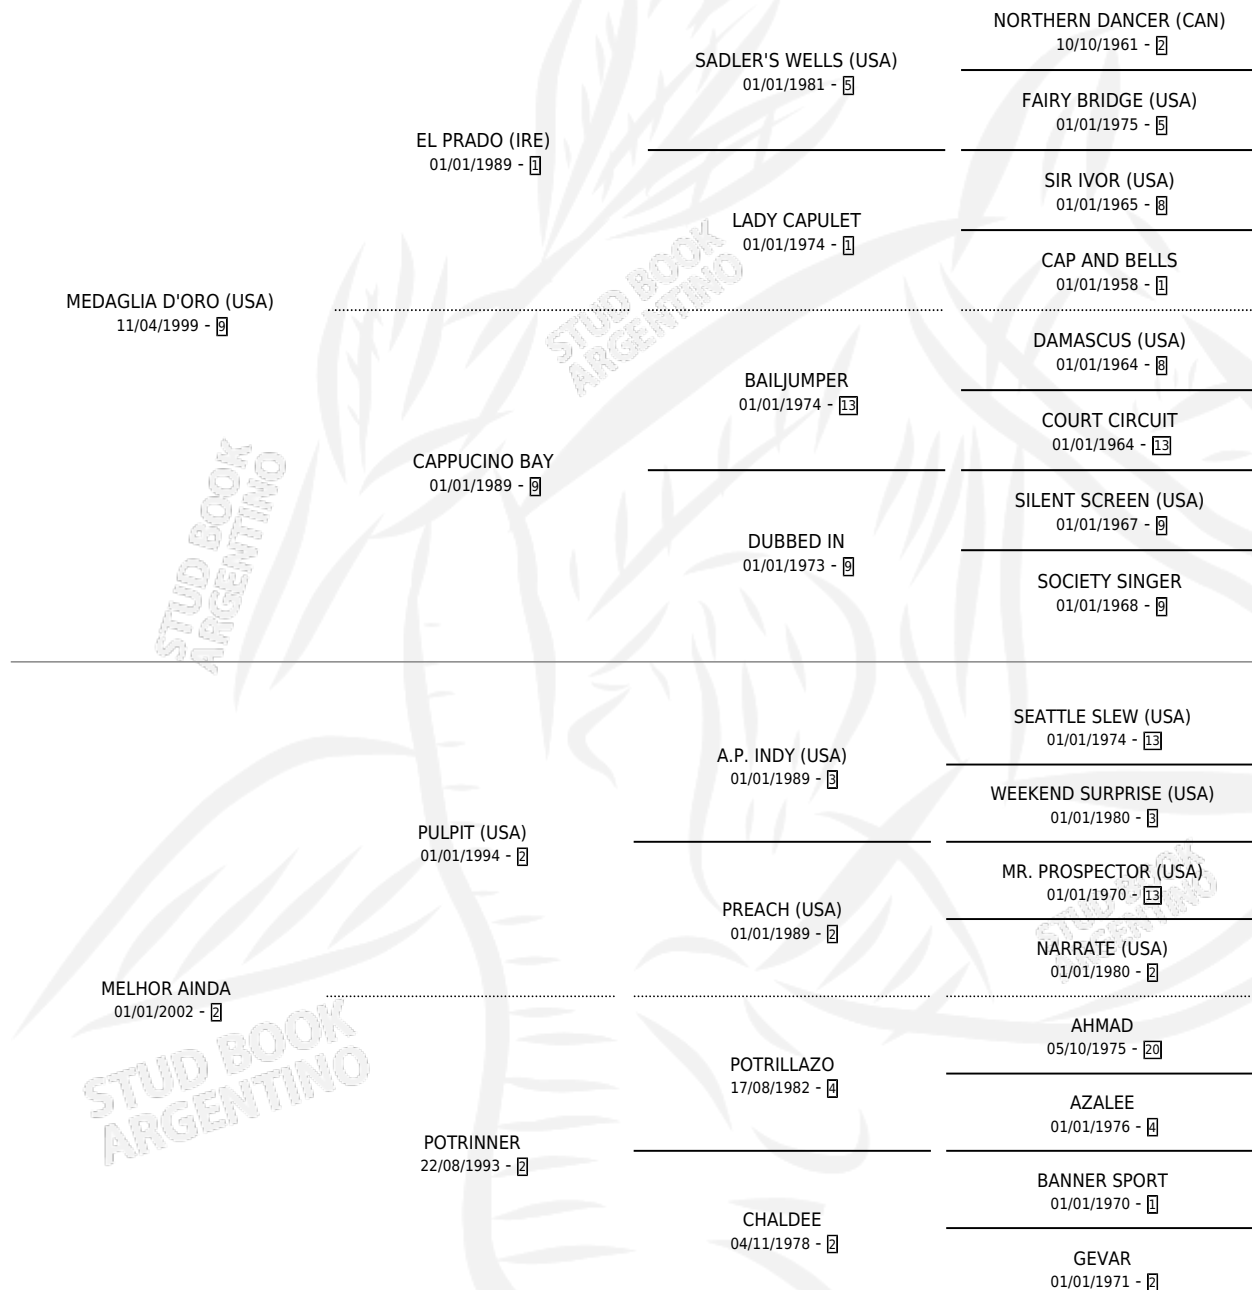 NORTHERN DANCER (CAN)
10/10/1961 - 2
SADLER'S WELLS (USA)
01/01/1981 - 5
FAIRY BRIDGE (USA)
01/01/1975 - 5
EL PRADO (IRE)
01/01/1989 - 1
SIR IVOR (USA)
01/01/1965 - 8
LADY CAPULET
01/01/1974 - 1
CAP AND BELLS
01/01/1958 - 1
MEDAGLIA D'ORO (USA)
11/04/1999 - 9
STUD BOOK
ARGENTINO
DAMASCUS (USA)
01/01/1964 - 8
BAILJUMPER
01/01/1974 - 13
COURT CIRCUIT
01/01/1964 - 13
CAPPUCINO BAY
01/01/1989 - 9
SILENT SCREEN (USA)
01/01/1967 - 9
DUBBED IN
01/01/1973 - 9
SOCIETY SINGER
01/01/1968 - 9
STUD BOOK
ARGENTINO
SEATTLE SLEW (USA)
01/01/1974 - 13
A.P. INDY (USA)
01/01/1989 - 3
WEEKEND SURPRISE (USA)
01/01/1980 - 3
PULPIT (USA)
01/01/1994 - 2
MR. PROSPECTOR (USA)
01/01/1970 - 13
STUD BOOK
ARGENTINO
PREACH (USA)
01/01/1989 - 2
NARRATE (USA)
01/01/1980 - 2
MELHOR AINDA
01/01/2002 - 2
STUD BOOK
ARGENTINO
AHMAD
05/10/1975 - 20
POTRILLAZO
17/08/1982 - 4
AZALEE
01/01/1976 - 4
POTRINNER
22/08/1993 - 2
BANNER SPORT
01/01/1970 - 1
CHALDEE
04/11/1978 - 2
GEVAR
01/01/1971 - 2